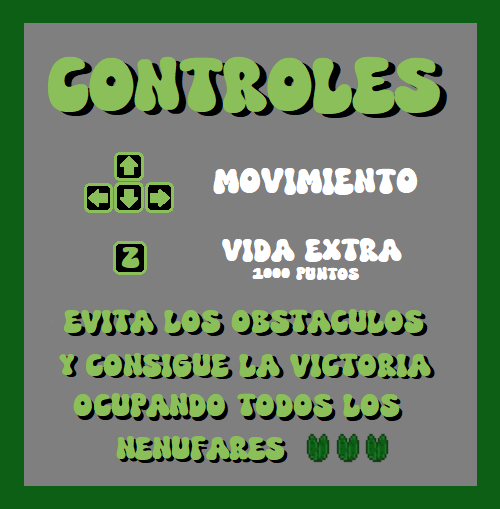 CONTROLES
MOVIMIENTO
Z
VIDA EXTRA
1000 PUNTOS
EVITA LOS OBSTACULOS
Y CONSIGUE LA VICTORIA
OCUPANDO TODOS LOS
NENUFARES